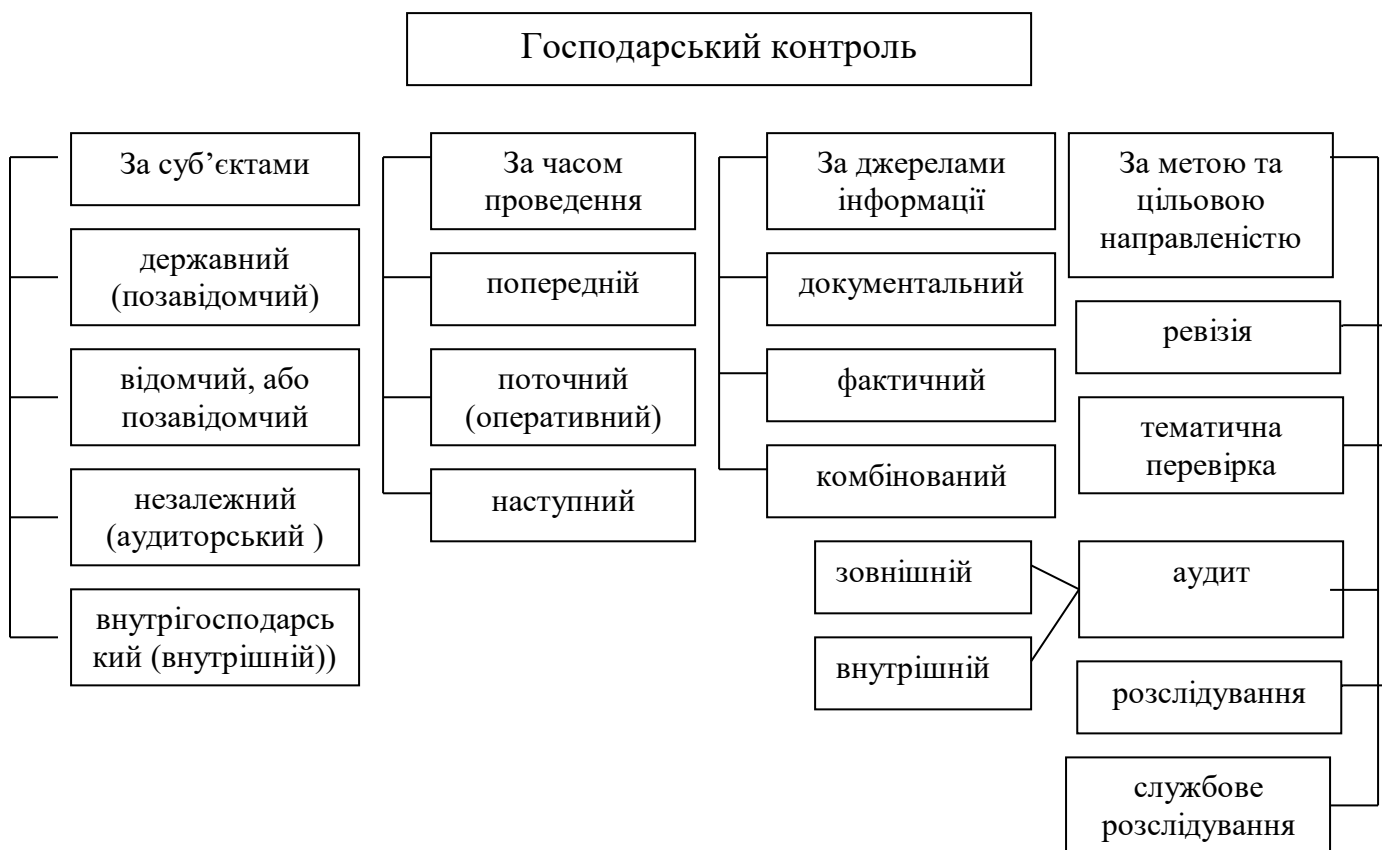 Господарський контроль
За суб’єктами
державний
(позавідомчий)
відомчий, або
позавідомчий
незалежний
(аудиторський )
внутрігосподарсь
кий (внутрішній))
За часом
проведення
попередній
поточний
(оперативний)
наступний
За джерелами
інформації
документальний
фактичний
комбінований
За метою та
цільовою
направленістю
ревізія
тематична
перевірка
аудит
зовнішній
внутрішній
розслідування
службове
розслідування